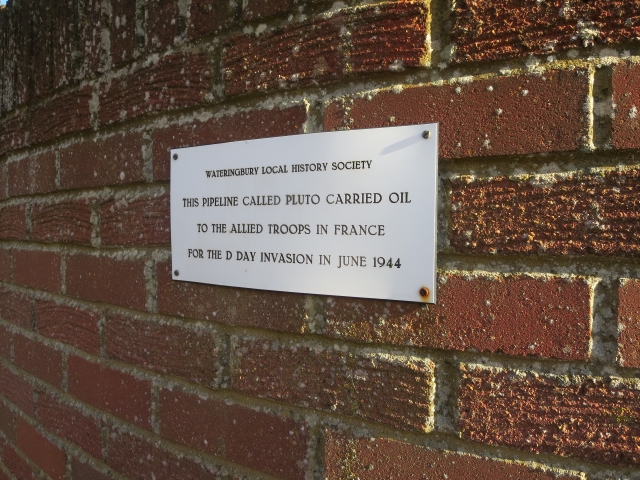 WATERINGBURY LOCAL HISTORY SOCIETY
THIS PIPELINE CALLED PLUTO CARRIED OIL
TO THE ALLIED TROOPS IN FRANCE
FOR THE D DAY INVASION IN JUNE 1944